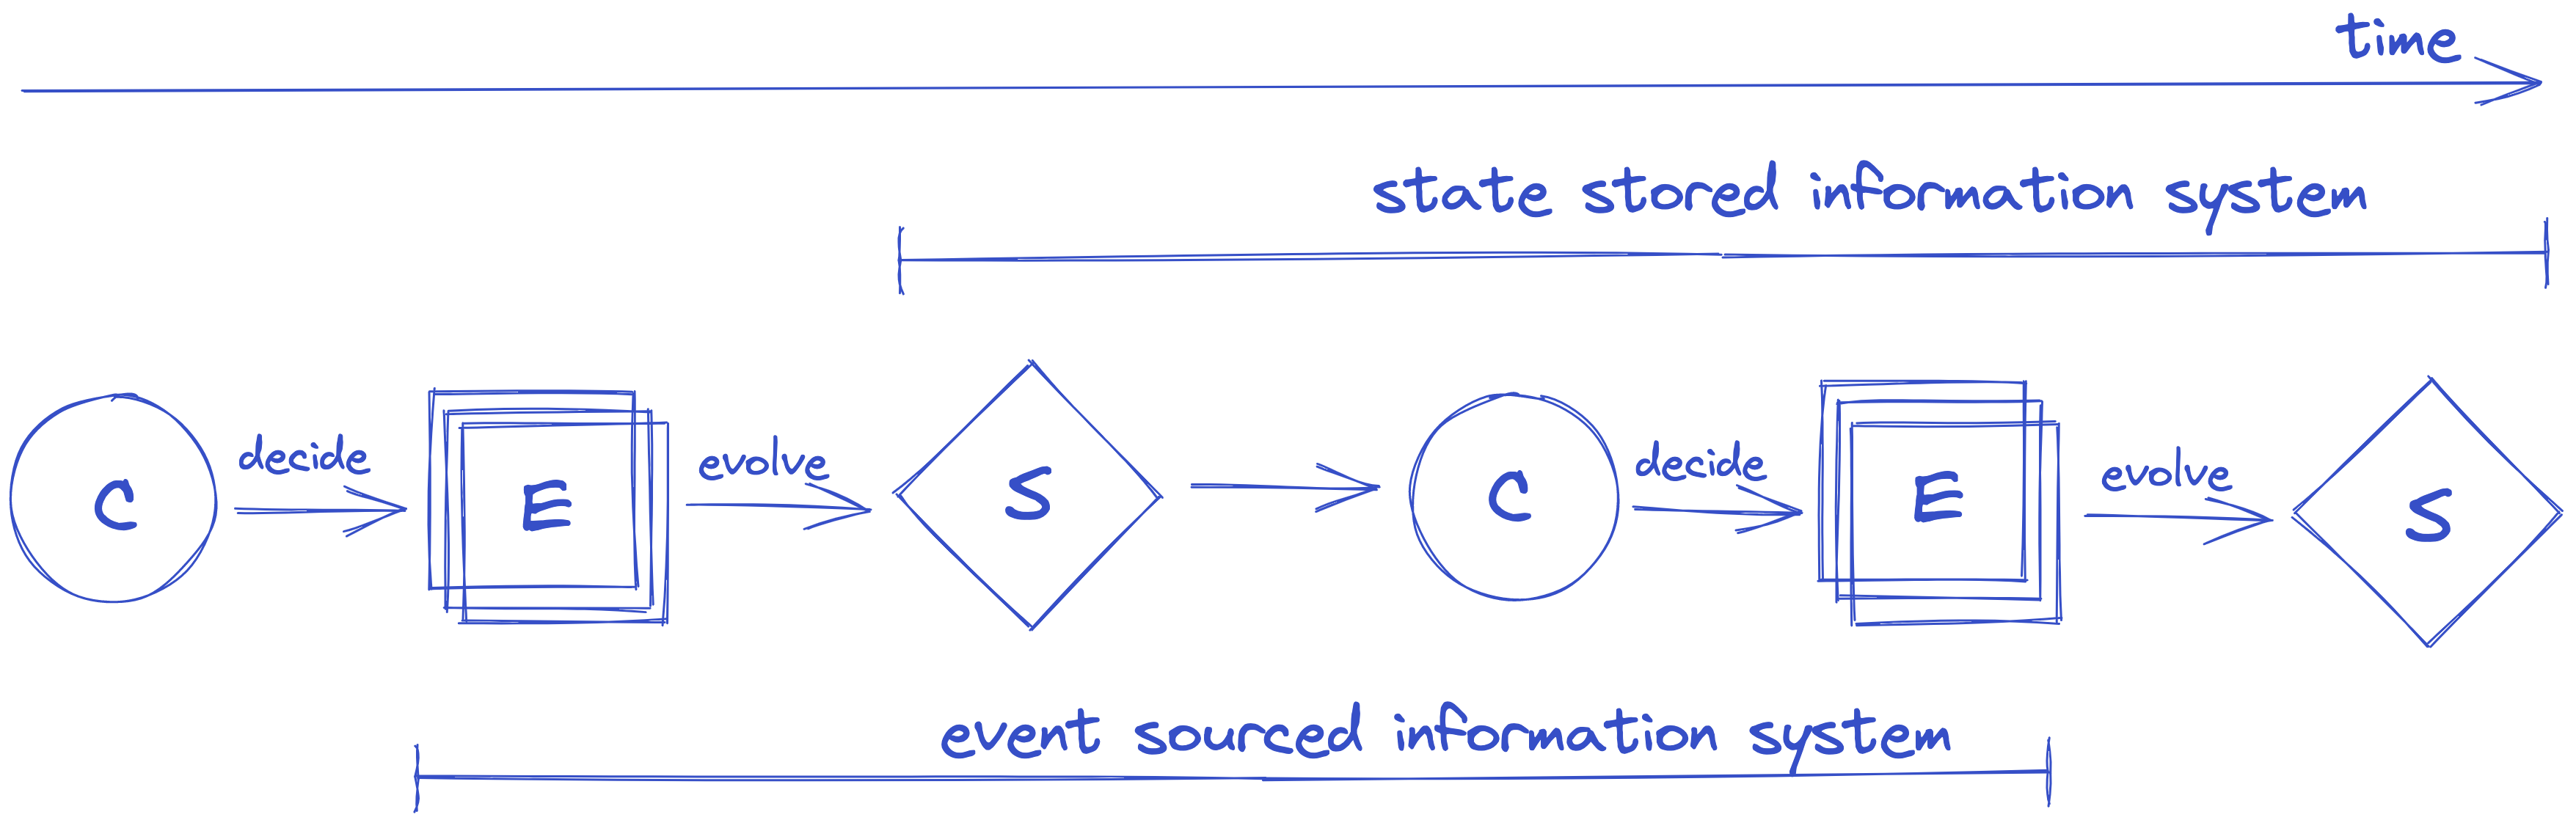 time
state stored information system
C
decide
E
evolve
S
C
decide
E
evolve
S
event sourced information system